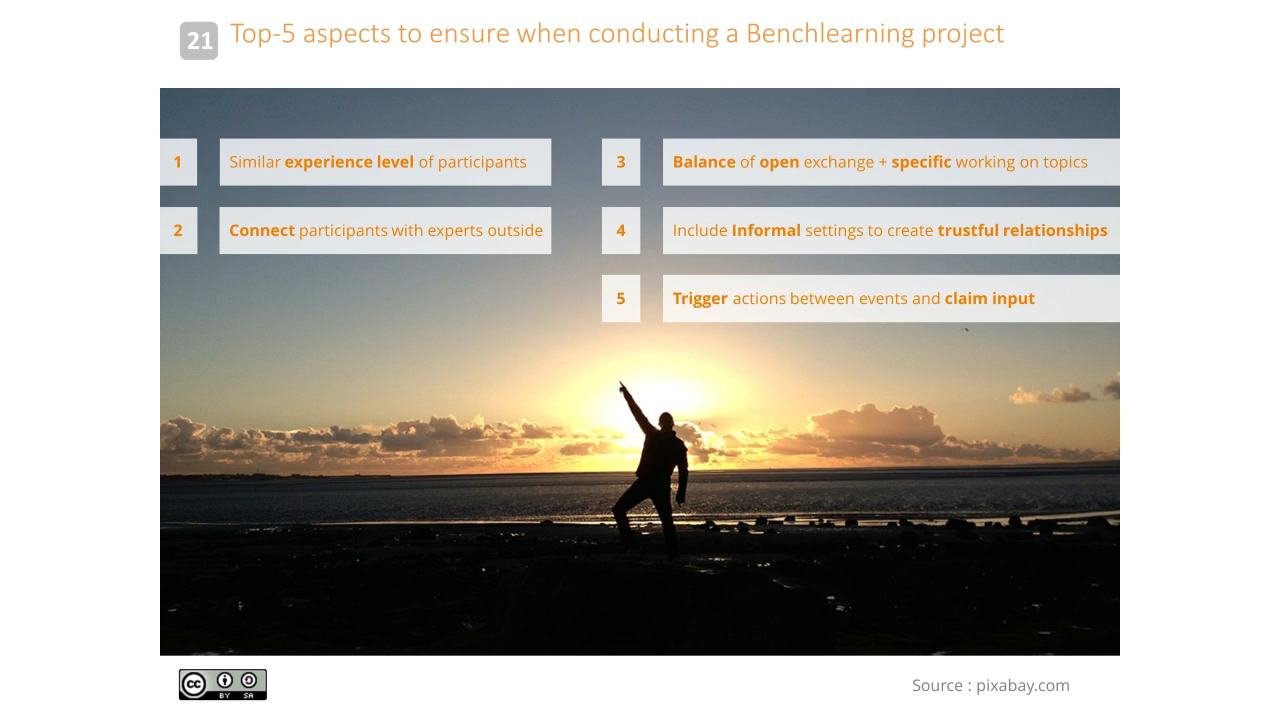 21 Top-5 aspects to ensure when conducting a Benchlearning project
1 Similar experience level of participants
2 Connect participants with experts outside
3 Balance of open exchange + specific working on topics
4 Include Informal settings to create trustful relationships
5 Trigger actions between events and claim input
cc BY SA
Source : pixabay.com